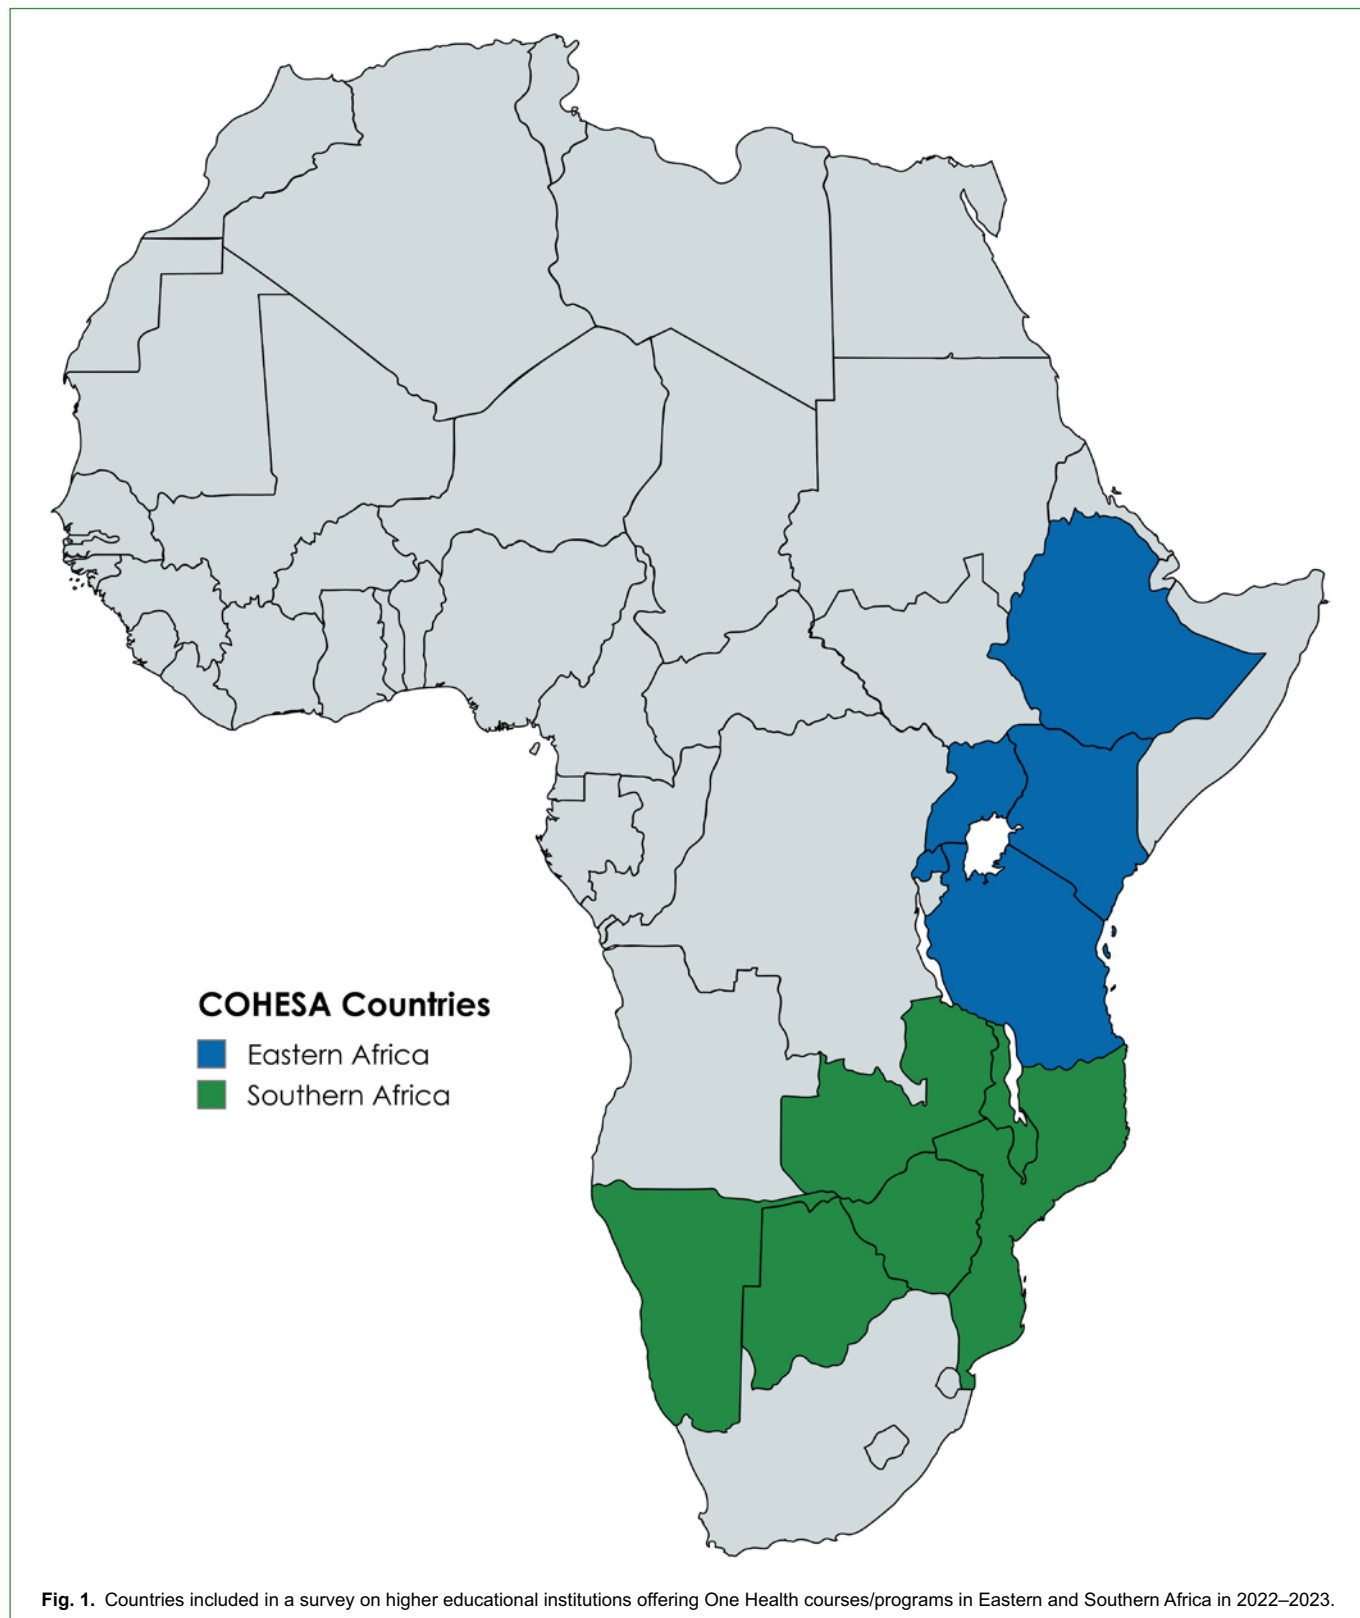 COHESA Countries
Eastern Africa
Southern Africa
Fig. 1. Countries included in a survey on higher educational institutions offering One Health courses/programs in Eastern and Southern Africa in 2022–2023.